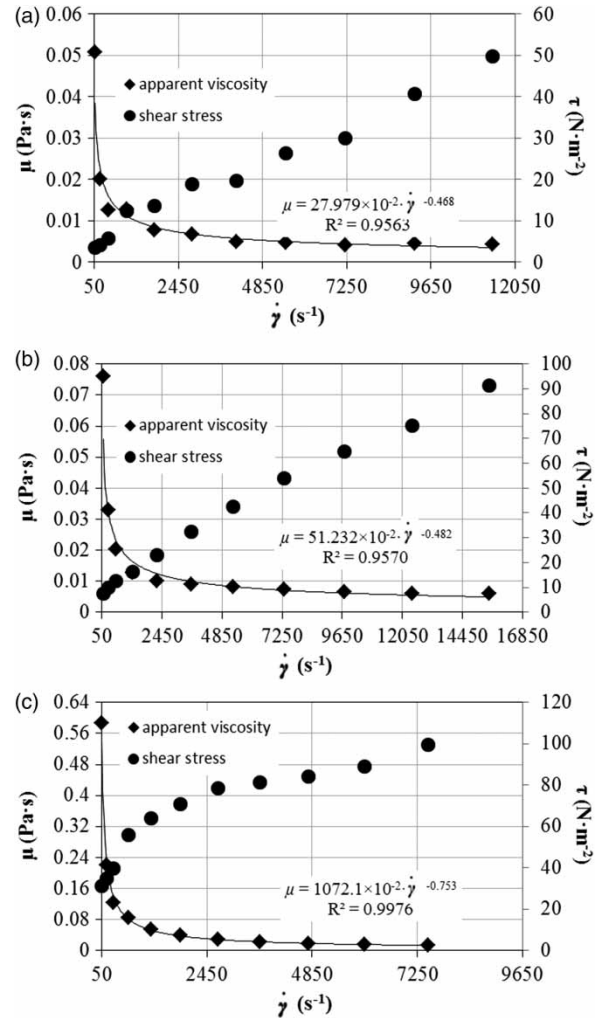 (a)
0.06
0.05
0.04
0.03
0.02
0.01
0
μ (Pa·s)
60
50
40
30
20
10
0
τ (N·m⁻²)
apparent viscosity
shear stress
μ = 27.979×10⁻²· γ̇ ⁻⁰·⁴⁶⁸
R² = 0.9563
50 2450 4850 7250 9650 12050
γ̇ (s⁻¹)
(b)
0.08
0.07
0.06
0.05
0.04
0.03
0.02
0.01
0
μ (Pa·s)
100
90
80
70
60
50
40
30
20
10
0
τ (N·m⁻²)
apparent viscosity
shear stress
μ = 51.232×10⁻²· γ̇ ⁻⁰·⁴⁸²
R² = 0.9570
50 2450 4850 7250 9650 12050 14450 16850
γ̇ (s⁻¹)
(c)
0.64
0.56
0.48
0.4
0.32
0.24
0.16
0.08
0
μ (Pa·s)
120
100
80
60
40
20
0
τ (N·m⁻²)
apparent viscosity
shear stress
μ = 1072.1×10⁻²· γ̇ ⁻⁰·⁷⁵³
R² = 0.9976
50 2450 4850 7250 9650
γ̇ (s⁻¹)